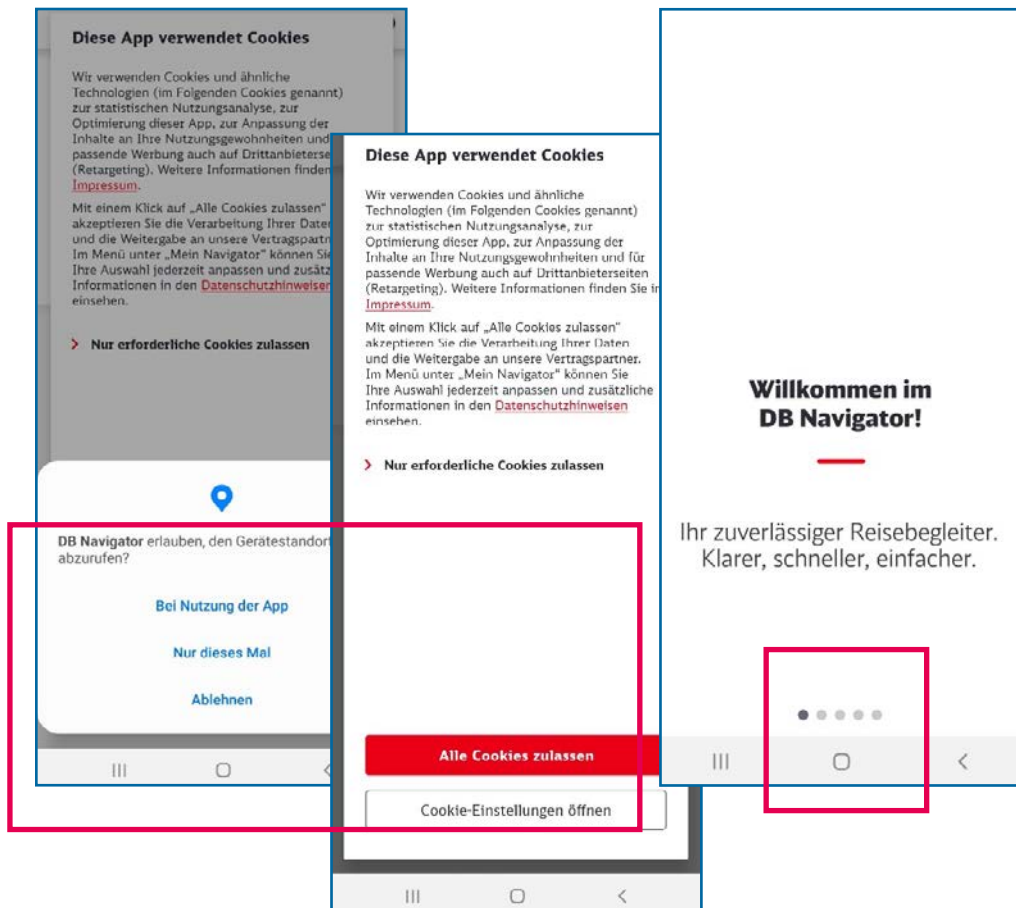 Diese App verwendet Cookies
Wir verwenden Cookies und ähnliche
Technologien (im Folgenden Cookies genannt)
zur statistischen Nutzungsanalyse, zur
Optimierung dieser App, zur Anpassung der
Inhalte an Ihre Nutzungsgewohnheiten und
passende Werbung auch auf Drittanbieterse
(Retargeting). Weitere Informationen finden
Impressum.
Mit einem Klick auf „Alle Cookies zulassen“
akzeptieren Sie die Verarbeitung Ihrer Daten
und die Weitergabe an unsere Vertragspartn
Im Menü unter „Mein Navigator“ können Sie
Ihre Auswahl jederzeit anpassen und zusätz
Informationen in den Datenschutzhinweisen
einsehen.
Nur erforderliche Cookies zulassen
DB Navigator erlauben, den Gerätestandort
abzurufen?
Bei Nutzung der App
Nur dieses Mal
Ablehnen
Diese App verwendet Cookies
Wir verwenden Cookies und ähnliche
Technologien (im Folgenden Cookies genannt)
zur statistischen Nutzungsanalyse, zur
Optimierung dieser App, zur Anpassung der
Inhalte an Ihre Nutzungsgewohnheiten und für
passende Werbung auch auf Drittanbieterseiten
(Retargeting). Weitere Informationen finden Sie in
Impressum.
Mit einem Klick auf „Alle Cookies zulassen“
akzeptieren Sie die Verarbeitung Ihrer Daten
und die Weitergabe an unsere Vertragspartner.
Im Menü unter „Mein Navigator“ können Sie
Ihre Auswahl jederzeit anpassen und zusätzliche
Informationen in den Datenschutzhinweisen
einsehen.
Nur erforderliche Cookies zulassen
Alle Cookies zulassen
Cookie-Einstellungen öffnen
Willkommen im
DB Navigator!
Ihr zuverlässiger Reisebegleiter.
Klarer, schneller, einfacher.